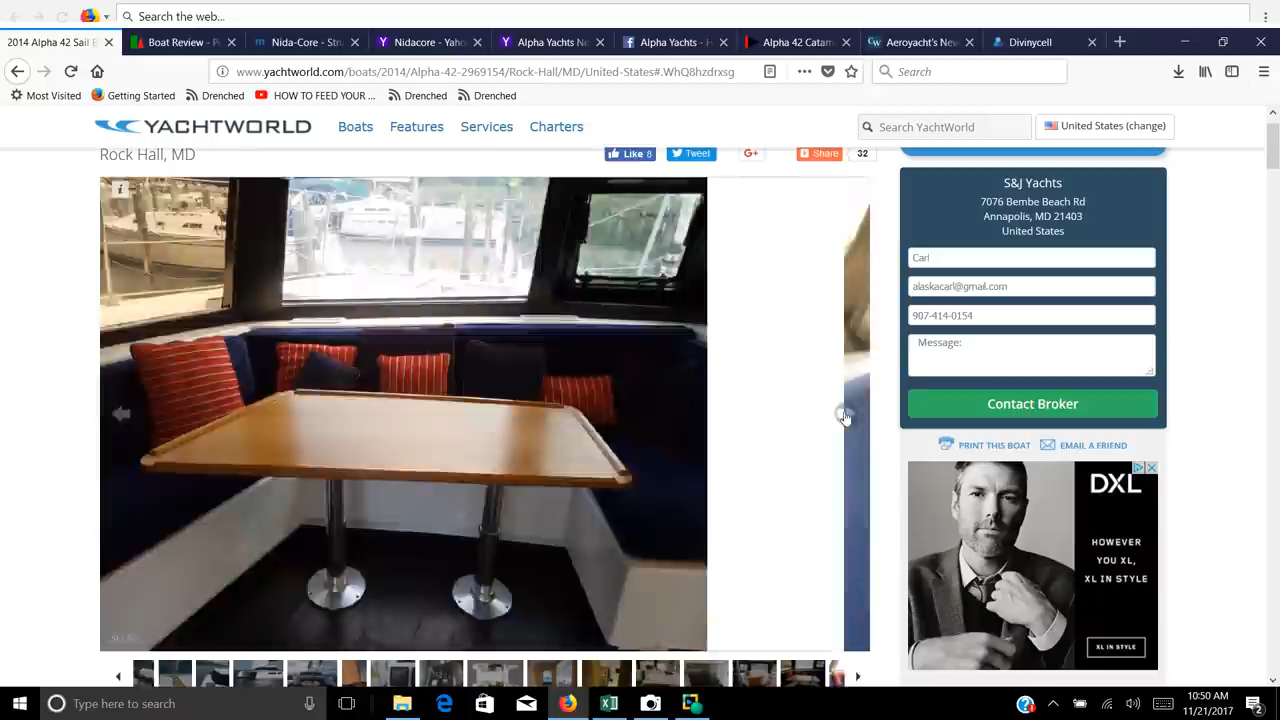 Search the web...
2014 Alpha 42 Sail B
Boat Review - P
Nida-Core - Stru
Nidacore - Yaho
Alpha Yachts Ne
Alpha Yachts - H
Alpha 42 Catam
Aeroyacht's New
Divinycell
www.yachtworld.com/boats/2014/Alpha-42-2969154/Rock-Hall/MD/United-States#.WhQ8hzdrxsg
Search
Most Visited Getting Started Drenched HOW TO FEED YOUR ... Drenched Drenched
YACHTWORLD Boats Features Services Charters Search YachtWorld United States (change)
Rock Hall, MD Like 8 Tweet G+ Share 32
S&J Yachts
7076 Bembe Beach Rd
Annapolis, MD 21403
United States
Carl
alaskacarl@gmail.com
907-414-0154
Message:
Contact Broker
PRINT THIS BOAT EMAIL A FRIEND
DXL
HOWEVER
YOU XL,
XL IN STYLE
XL IN STYLE
Type here to search
10:50 AM
11/21/2017
2